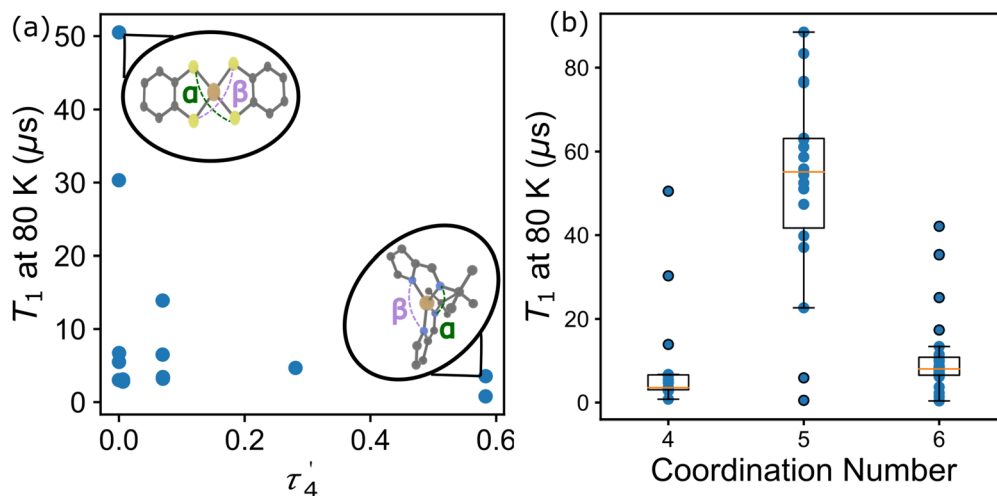 (a)
T₁ at 80 K (μs)
50
40
30
20
10
0
α
β
β
α
0.0
0.2
0.4
0.6
τ₄'
(b)
T₁ at 80 K (μs)
80
60
40
20
0
4
5
6
Coordination Number